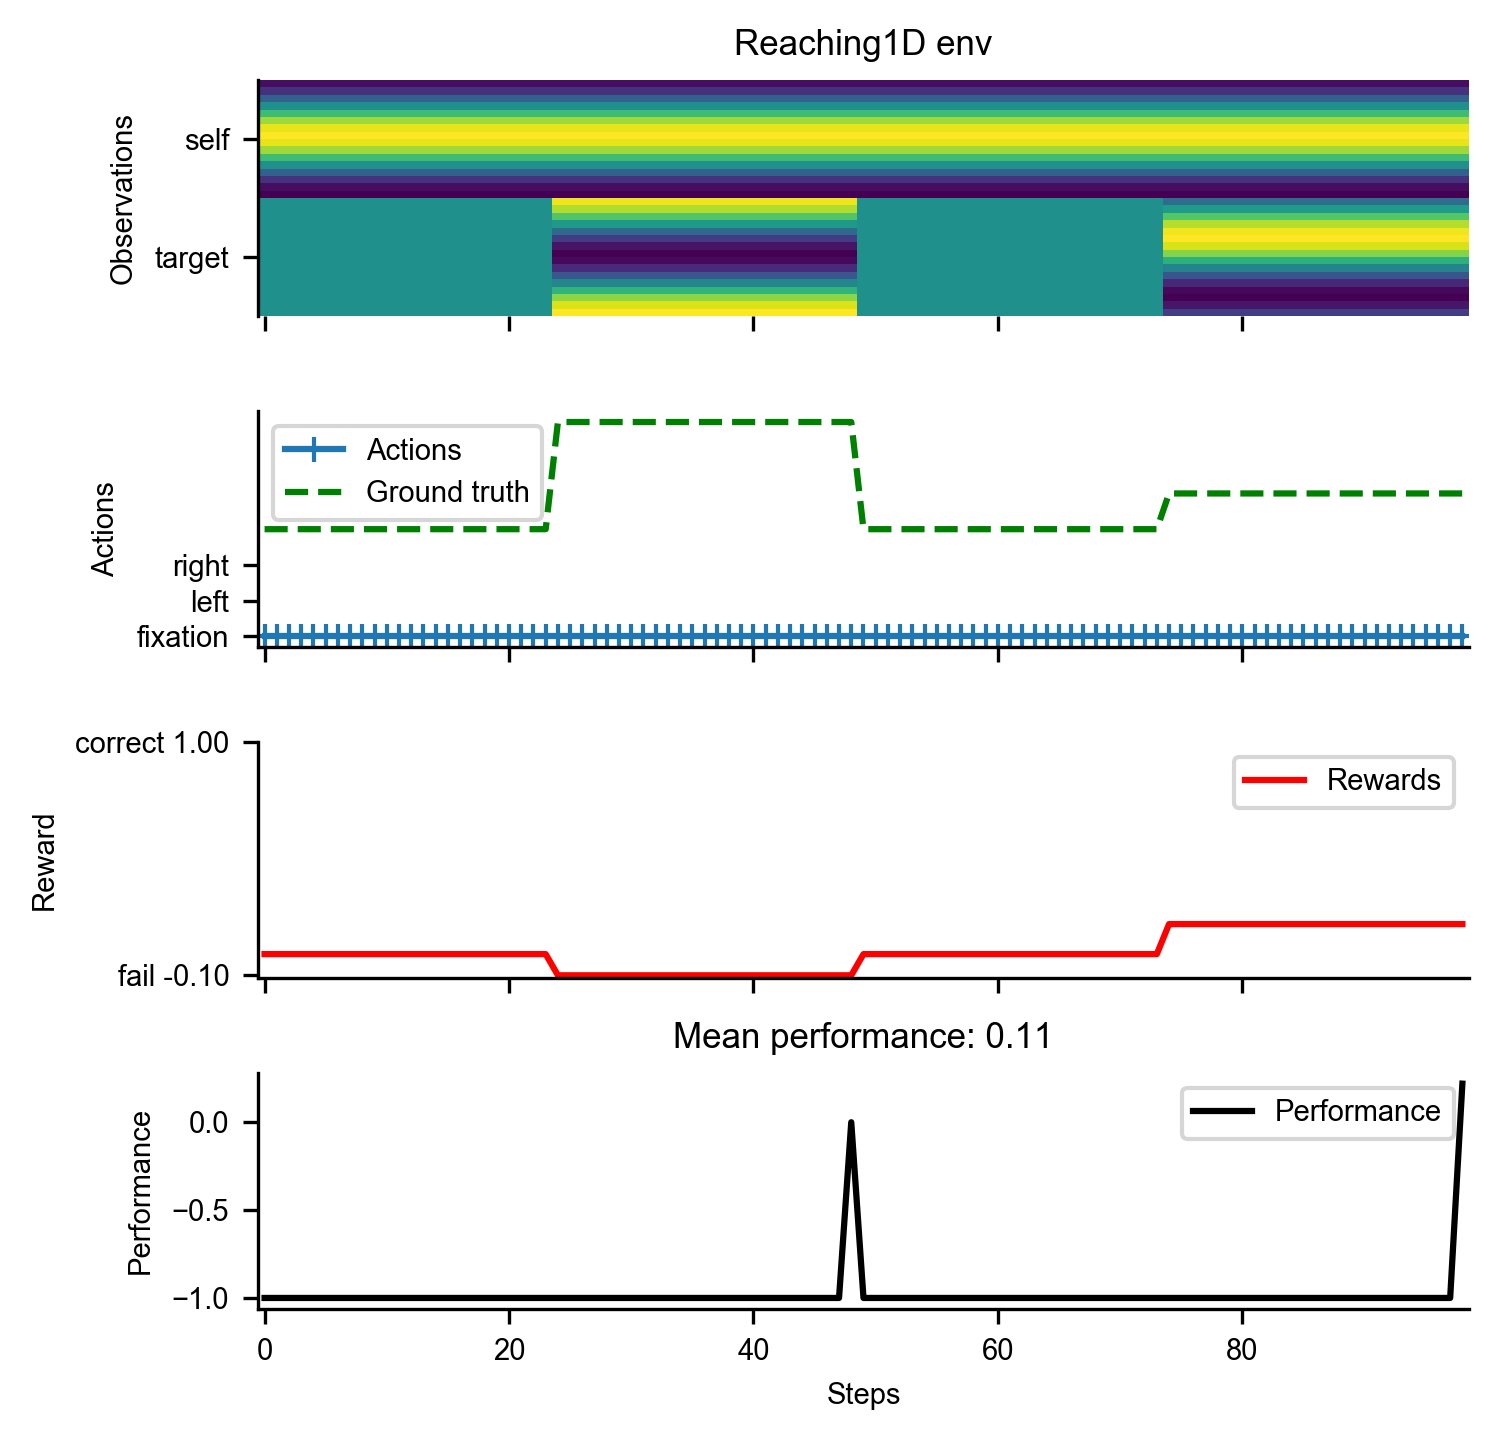 Reaching1D env
Observations
self
target
Actions
Actions
Ground truth
right
left
fixation
Reward
correct 1.00
fail -0.10
Rewards
Mean performance: 0.11
Performance
0.0
−0.5
−1.0
Performance
0 20 40 60 80
Steps